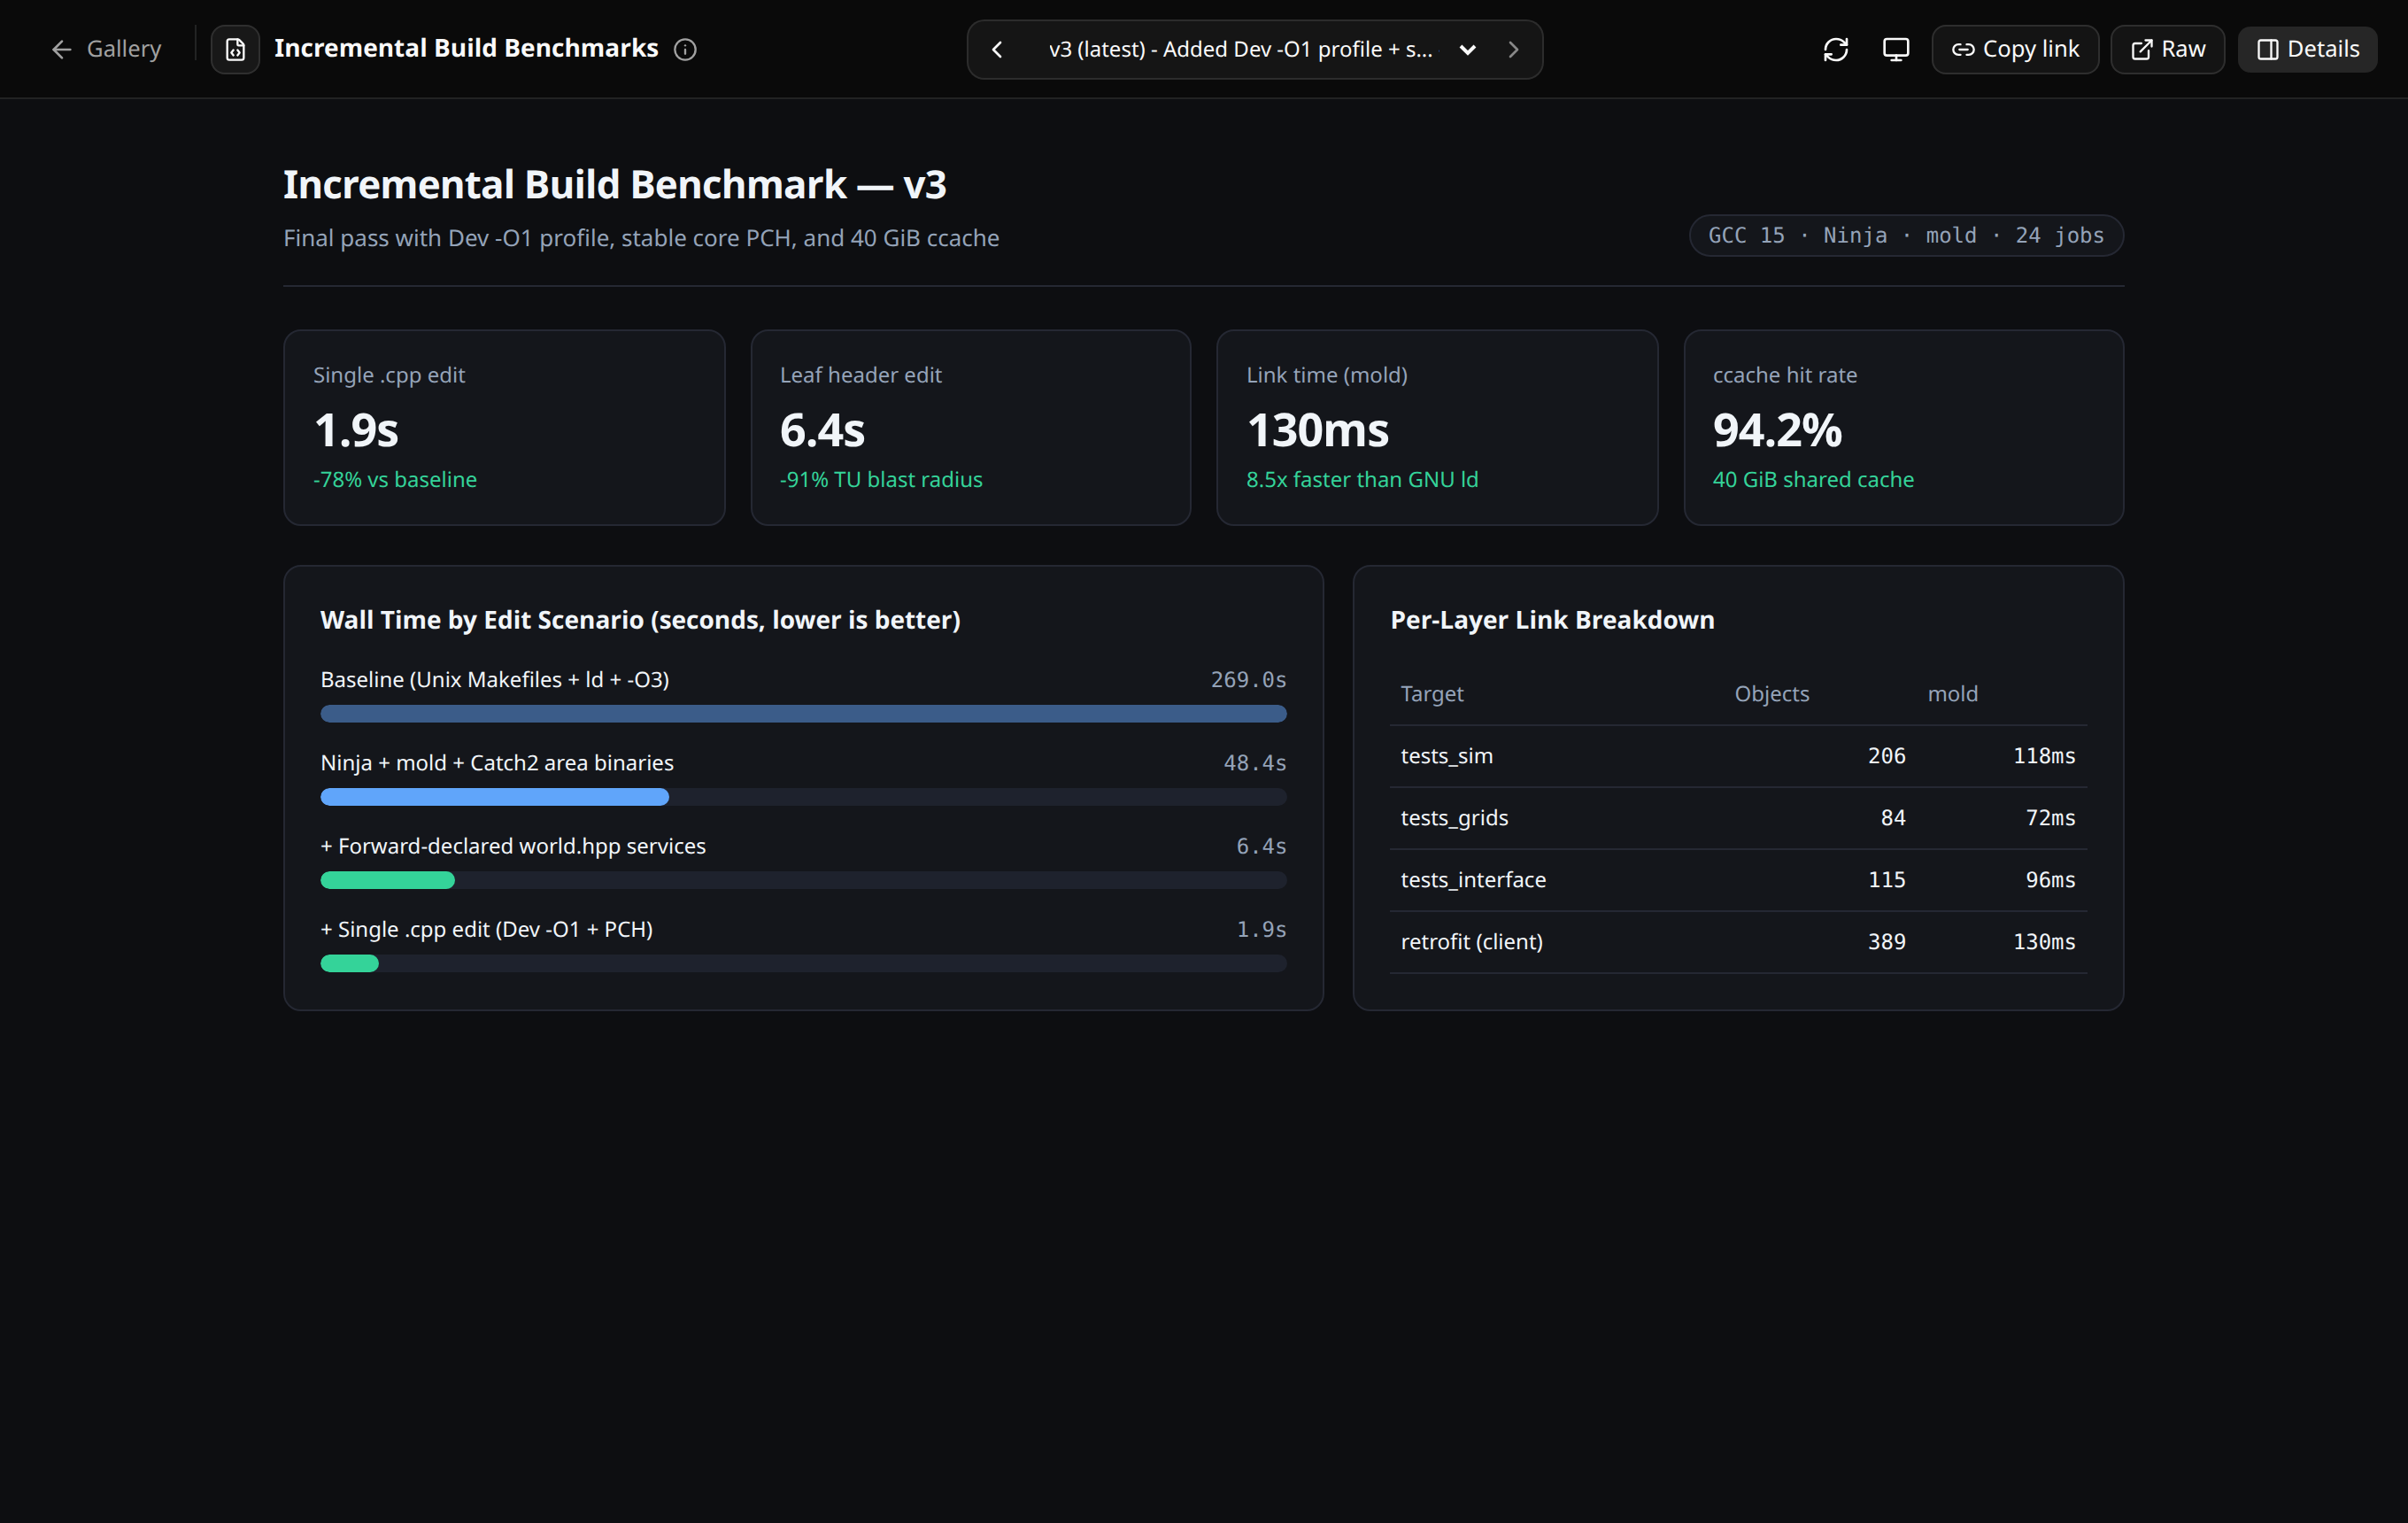 Gallery
Incremental Build Benchmarks
v3 (latest) - Added Dev -O1 profile + s...
Copy link
Raw
Details
Incremental Build Benchmark — v3
Final pass with Dev -O1 profile, stable core PCH, and 40 GiB ccache
GCC 15 · Ninja · mold · 24 jobs
Single .cpp edit
1.9s
-78% vs baseline
Leaf header edit
6.4s
-91% TU blast radius
Link time (mold)
130ms
8.5x faster than GNU ld
ccache hit rate
94.2%
40 GiB shared cache
Wall Time by Edit Scenario (seconds, lower is better)
Baseline (Unix Makefiles + ld + -O3) 269.0s
Ninja + mold + Catch2 area binaries 48.4s
+ Forward-declared world.hpp services 6.4s
+ Single .cpp edit (Dev -O1 + PCH) 1.9s
Per-Layer Link Breakdown
Target Objects mold
tests_sim 206 118ms
tests_grids 84 72ms
tests_interface 115 96ms
retrofit (client) 389 130ms